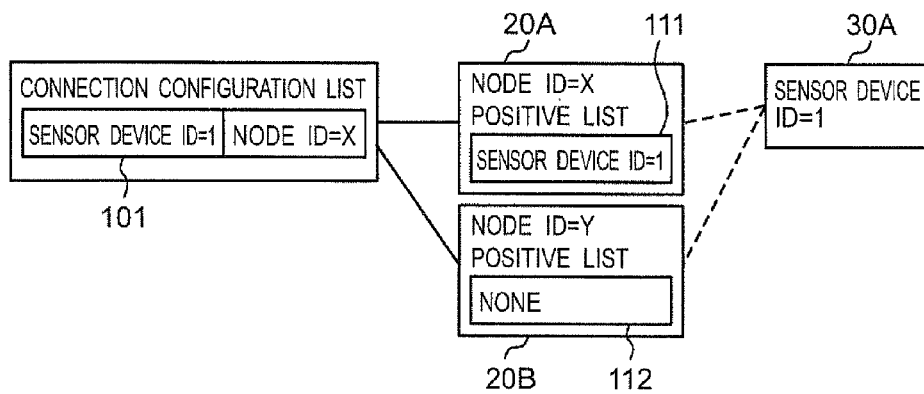 20A
111
30A
CONNECTION CONFIGURATION LIST
SENSOR DEVICE ID=1
NODE ID=X
101
NODE ID=X
POSITIVE LIST
SENSOR DEVICE ID=1
NODE ID=Y
POSITIVE LIST
NONE
20B
112
SENSOR DEVICE
ID=1